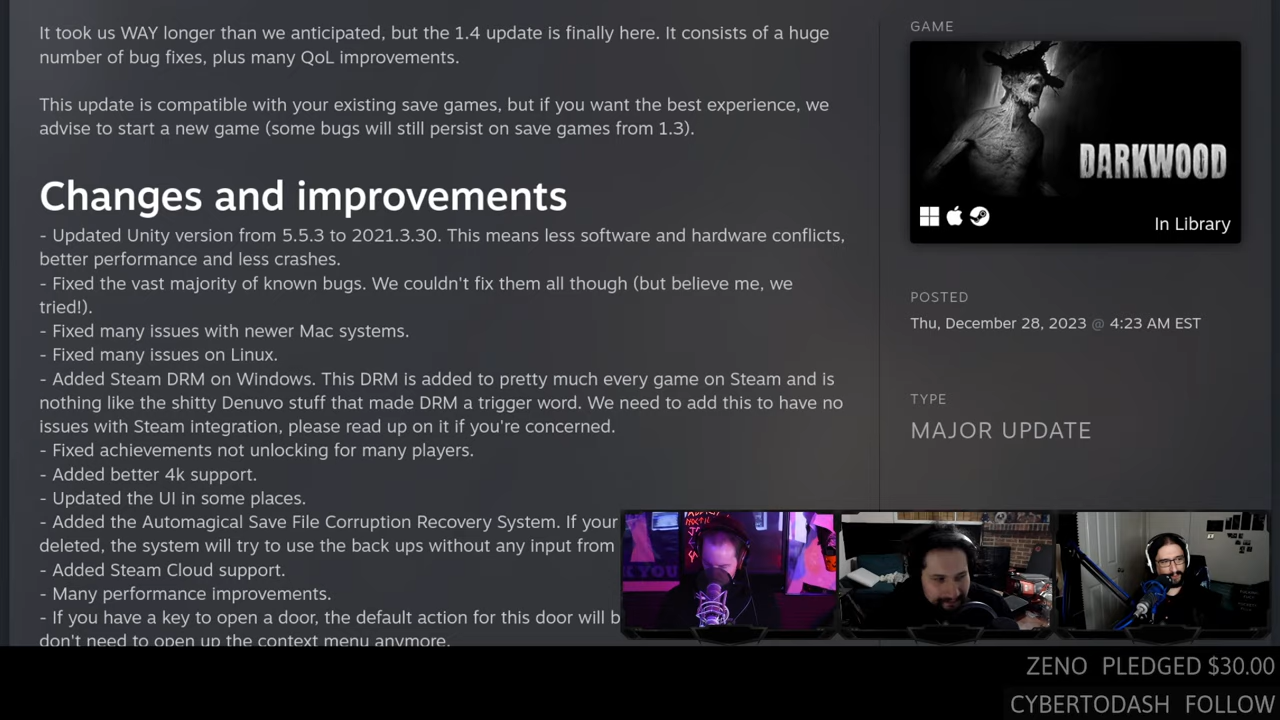 It took us WAY longer than we anticipated, but the 1.4 update is finally here. It consists of a huge
number of bug fixes, plus many QoL improvements.
This update is compatible with your existing save games, but if you want the best experience, we
advise to start a new game (some bugs will still persist on save games from 1.3).
Changes and improvements
- Updated Unity version from 5.5.3 to 2021.3.30. This means less software and hardware conflicts,
better performance and less crashes.
- Fixed the vast majority of known bugs. We couldn't fix them all though (but believe me, we
tried!).
- Fixed many issues with newer Mac systems.
- Fixed many issues on Linux.
- Added Steam DRM on Windows. This DRM is added to pretty much every game on Steam and is
nothing like the shitty Denuvo stuff that made DRM a trigger word. We need to add this to have no
issues with Steam integration, please read up on it if you're concerned.
- Fixed achievements not unlocking for many players.
- Added better 4k support.
- Updated the UI in some places.
- Added the Automagical Save File Corruption Recovery System. If your
deleted, the system will try to use the back ups without any input from
- Added Steam Cloud support.
- Many performance improvements.
- If you have a key to open a door, the default action for this door will b
don't need to open up the context menu anymore.
GAME
DARKWOOD
In Library
POSTED
Thu, December 28, 2023 @ 4:23 AM EST
TYPE
MAJOR UPDATE
ZENO PLEDGED $30.00
CYBERTODASH FOLLOW